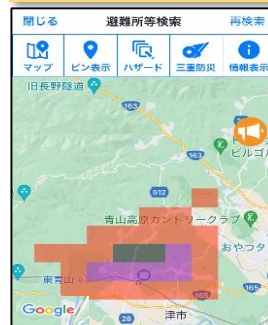 閉じる 避難所等検索 再検索
マップ ピン表示 ハザード 三重防災 情報表示
旧長野隧道
163
163
ビルゴル
512
青山高原カントリークラブ
おやつタ
東青山
165
165
Google
28
津市